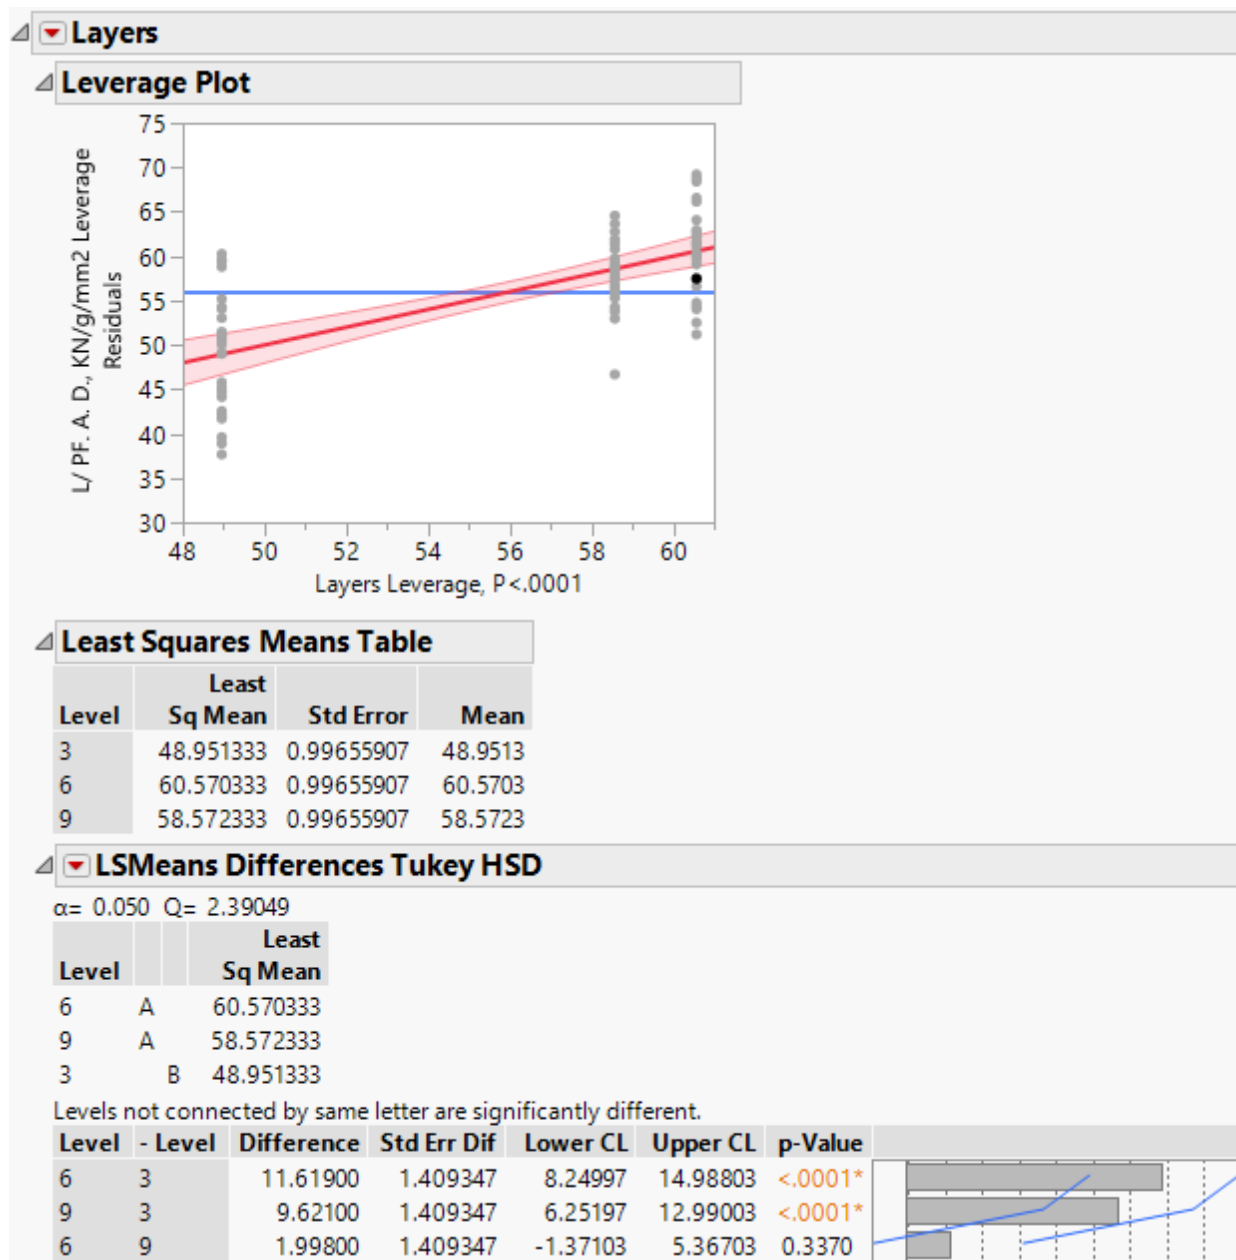 Layers
Leverage Plot
75
70
65
60
55
50
45
40
35
30
L/ PF. A. D., KN/g/mm2 Leverage
Residuals
48 50 52 54 56 58 60
Layers Leverage, P<.0001
Least Squares Means Table
Least
Level Sq Mean Std Error Mean
3 48.951333 0.99655907 48.9513
6 60.570333 0.99655907 60.5703
9 58.572333 0.99655907 58.5723
LSMeans Differences Tukey HSD
α= 0.050 Q= 2.39049
Least
Level Sq Mean
6 A 60.570333
9 A 58.572333
3 B 48.951333
Levels not connected by same letter are significantly different.
Level - Level Difference Std Err Dif Lower CL Upper CL p-Value
6 3 11.61900 1.409347 8.24997 14.98803 <.0001*
9 3 9.62100 1.409347 6.25197 12.99003 <.0001*
6 9 1.99800 1.409347 -1.37103 5.36703 0.3370